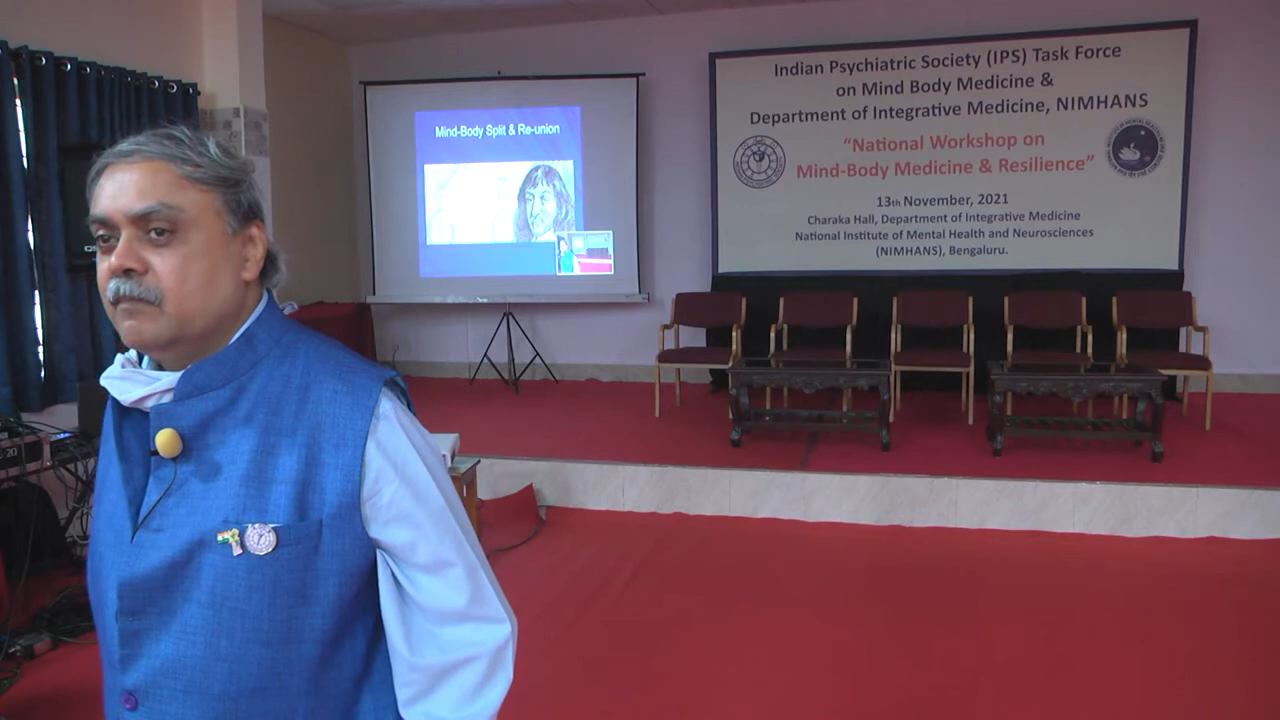 Mind-Body Split & Re-union
Indian Psychiatric Society (IPS) Task Force
on Mind Body Medicine &
Department of Integrative Medicine, NIMHANS
“National Workshop on
Mind-Body Medicine & Resilience”
13th November, 2021
Charaka Hall, Department of Integrative Medicine
National Institute of Mental Health and Neurosciences
(NIMHANS), Bengaluru.